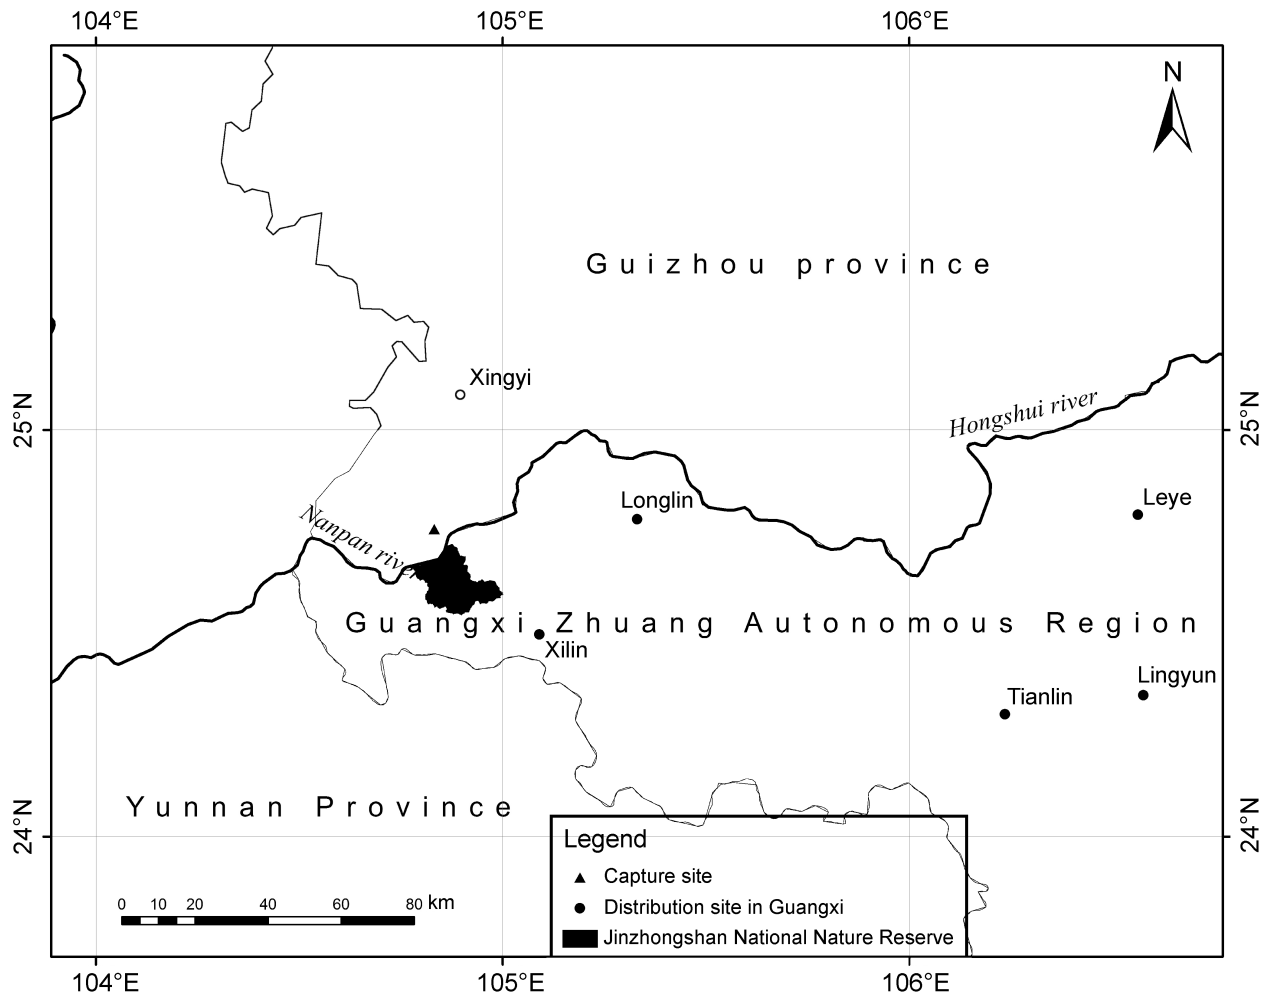 104°E 105°E 106°E
N
Guizhou province
Xingyi
25°N 25°N
Hongshui river
Longlin
Leye
Nanpan river
Guangxi Zhuang Autonomous Region
Xilin
Lingyun
Tianlin
Yunnan Province
24°N 24°N
Legend
Capture site
Distribution site in Guangxi
Jinzhongshan National Nature Reserve
0 10 20 40 60 80 km
104°E 105°E 106°E